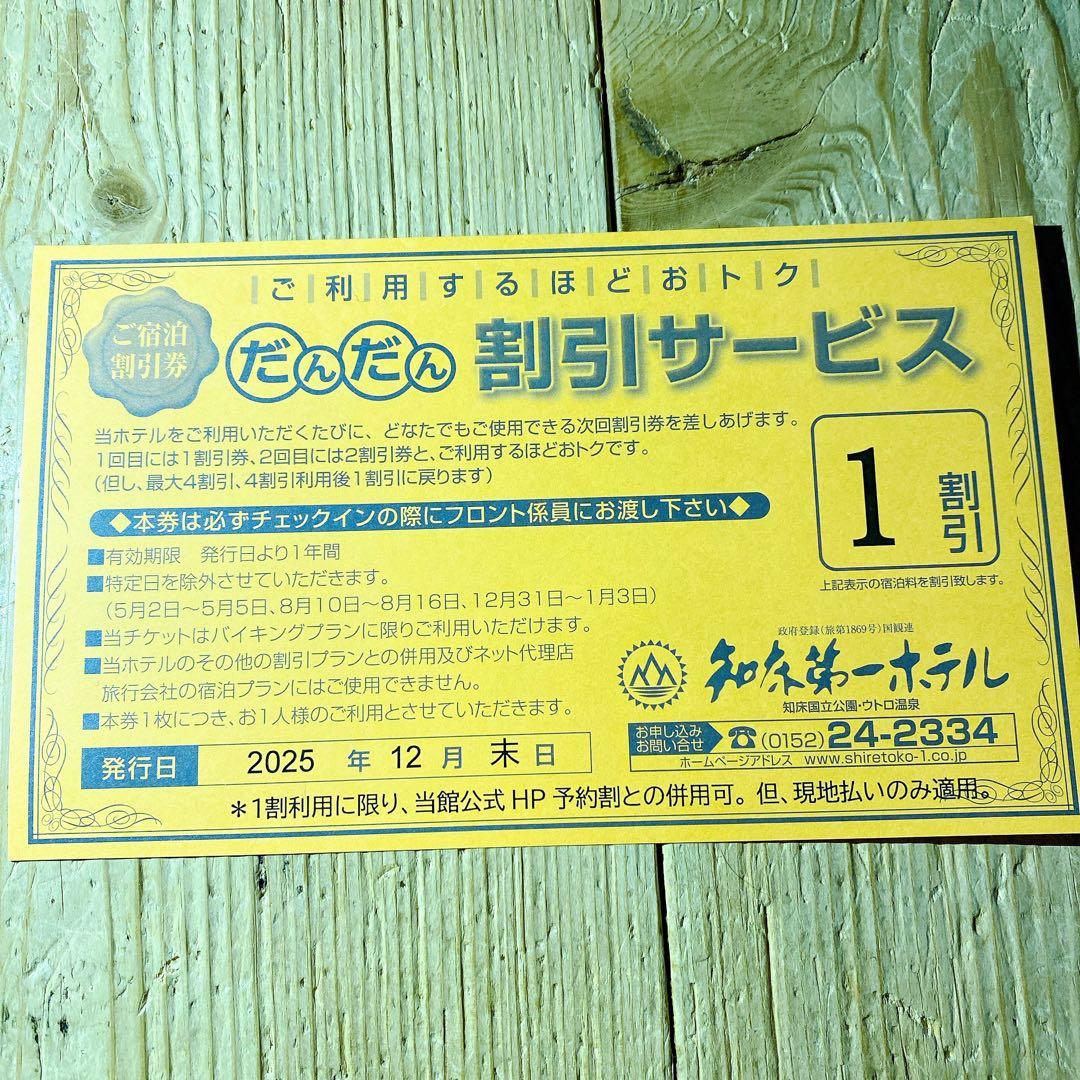 ご利用するほどおトク
ご宿泊
割引券
だんだん 割引サービス
当ホテルをご利用いただくたびに、どなたでもご使用できる次回割引券を差しあげます。
1回目には1割引券、2回目には2割引券と、ご利用するほどおトクです。
(但し、最大4割引、4割引利用後1割引に戻ります)
◆本券は必ずチェックインの際にフロント係員にお渡し下さい◆
1割引
上記表示の宿泊料を割引致します。
■有効期限 発行日より1年間
■特定日を除外させていただきます。
(5月2日〜5月5日、8月10日〜8月16日、12月31日〜1月3日)
■当チケットはバイキングプランに限りご利用いただけます。
■当ホテルのその他の割引プランとの併用及びネット代理店
旅行会社の宿泊プランにはご使用できません。
■本券1枚につき、お1人様のご利用とさせていただきます。
発行日 2025 年 12 月 末 日
政府登録(旅第1869号)国観連
知床第一ホテル
知床国立公園・ウトロ温泉
お申し込み
お問い合せ ☎(0152)24-2334
ホームページアドレス www.shiretoko-1.co.jp
＊1割利用に限り、当館公式 HP 予約割との併用可。但、現地払いのみ適用。